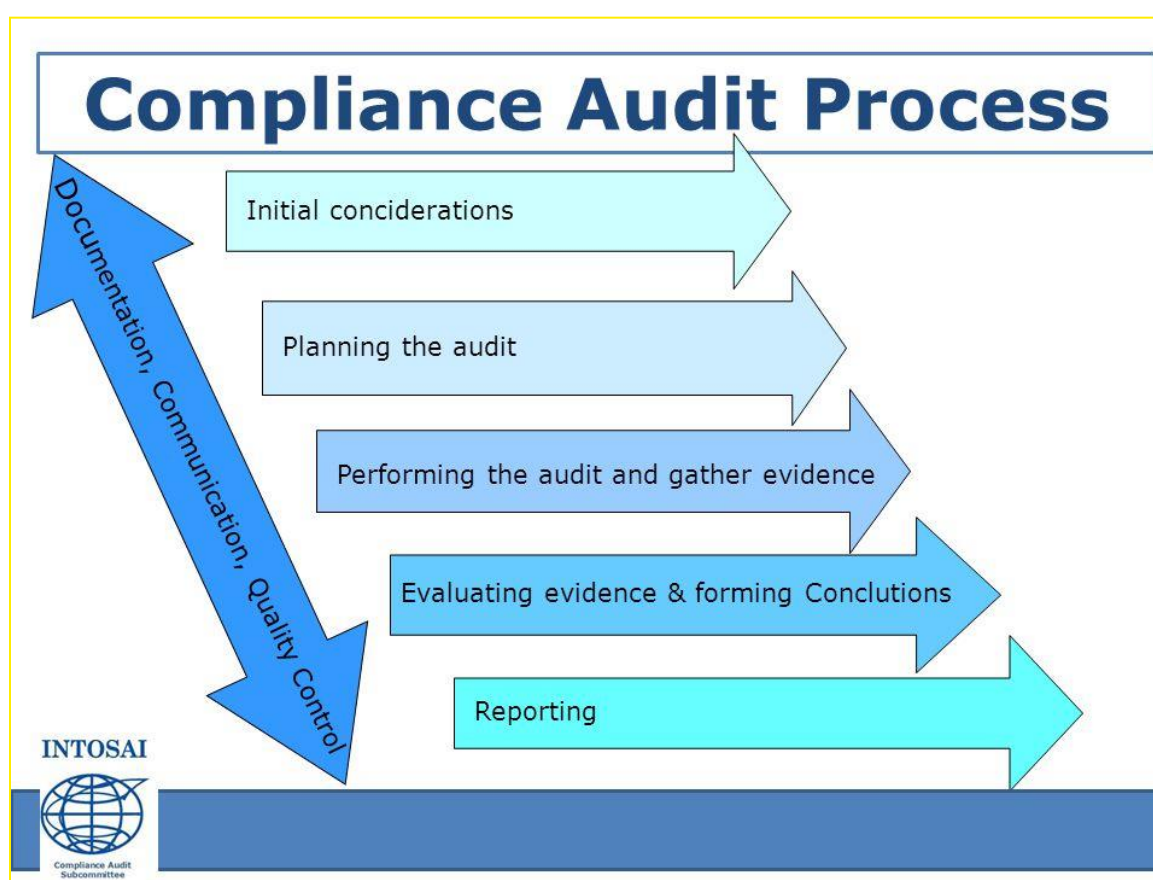 Compliance Audit Process
Documentation, Communication, Quality Control
Initial conciderations
Planning the audit
Performing the audit and gather evidence
Evaluating evidence & forming Conclutions
Reporting
INTOSAI
Compliance Audit
Subcommittee